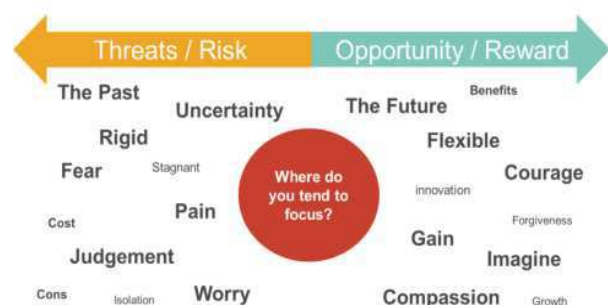 Threats / Risk
Opportunity / Reward
The Past
Uncertainty
Rigid
Fear
Stagnant
Pain
Cost
Judgement
Cons
Isolation
Worry
Where do
you tend to
focus?
The Future
Benefits
Flexible
Courage
innovation
Forgiveness
Gain
Imagine
Compassion
Growth